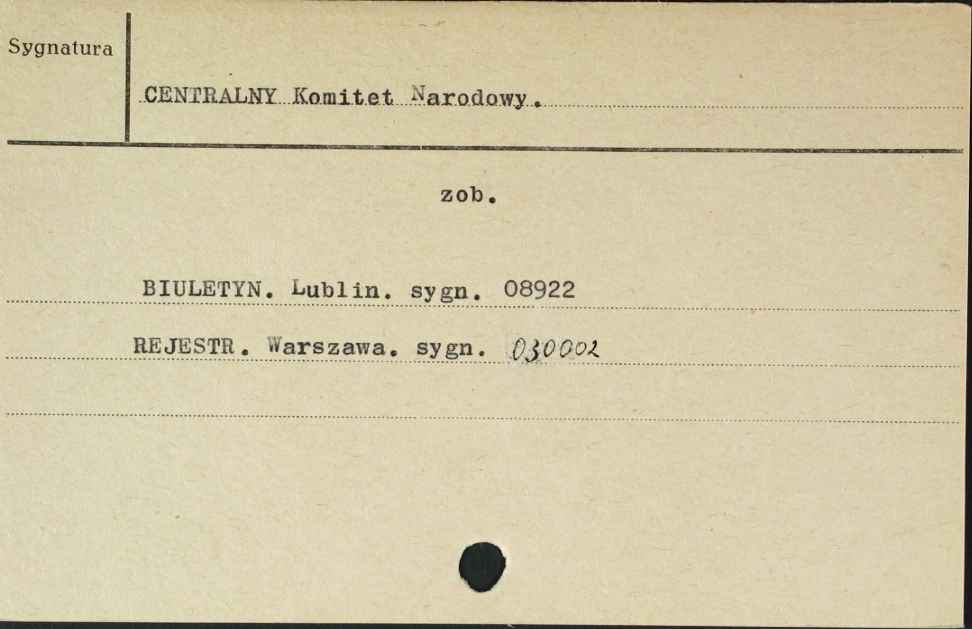 Sygnatura
CENTRALNY Komitet Narodowy.
zob.
BIULETYN. Lublin. sygn. 08922
REJESTR. Warszawa. sygn. 030002